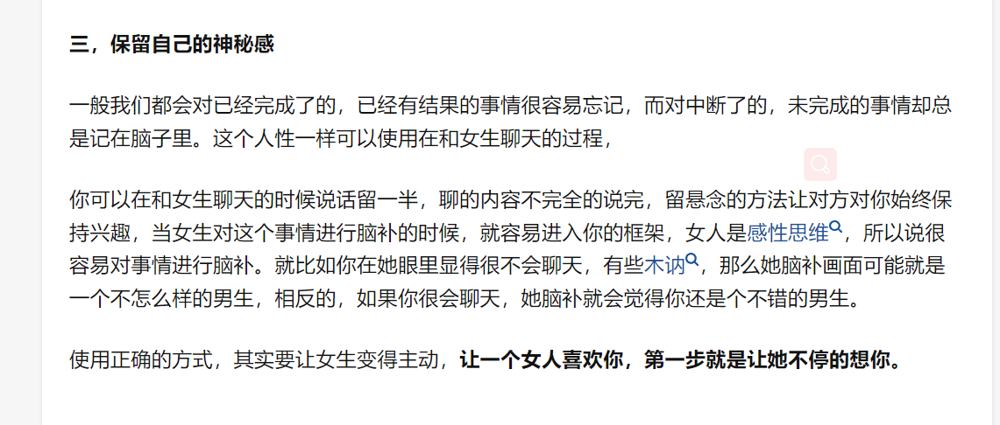 三，保留自己的神秘感
一般我们都会对已经完成了的，已经有结果的事情很容易忘记，而对中断了的，未完成的事情却总
是记在脑子里。这个人性一样可以使用在和女生聊天的过程，
你可以在和女生聊天的时候说话留一半，聊的内容不完全的说完，留悬念的方法让对方对你始终保
持兴趣，当女生对这个事情进行脑补的时候，就容易进入你的框架，女人是感性思维，所以说很
容易对事情进行脑补。就比如你在她眼里显得很不会聊天，有些木讷，那么她脑补画面可能就是
一个不怎么样的男生，相反的，如果你很会聊天，她脑补就会觉得你还是个不错的男生。
使用正确的方式，其实要让女生变得主动，让一个女人喜欢你，第一步就是让她不停的想你。